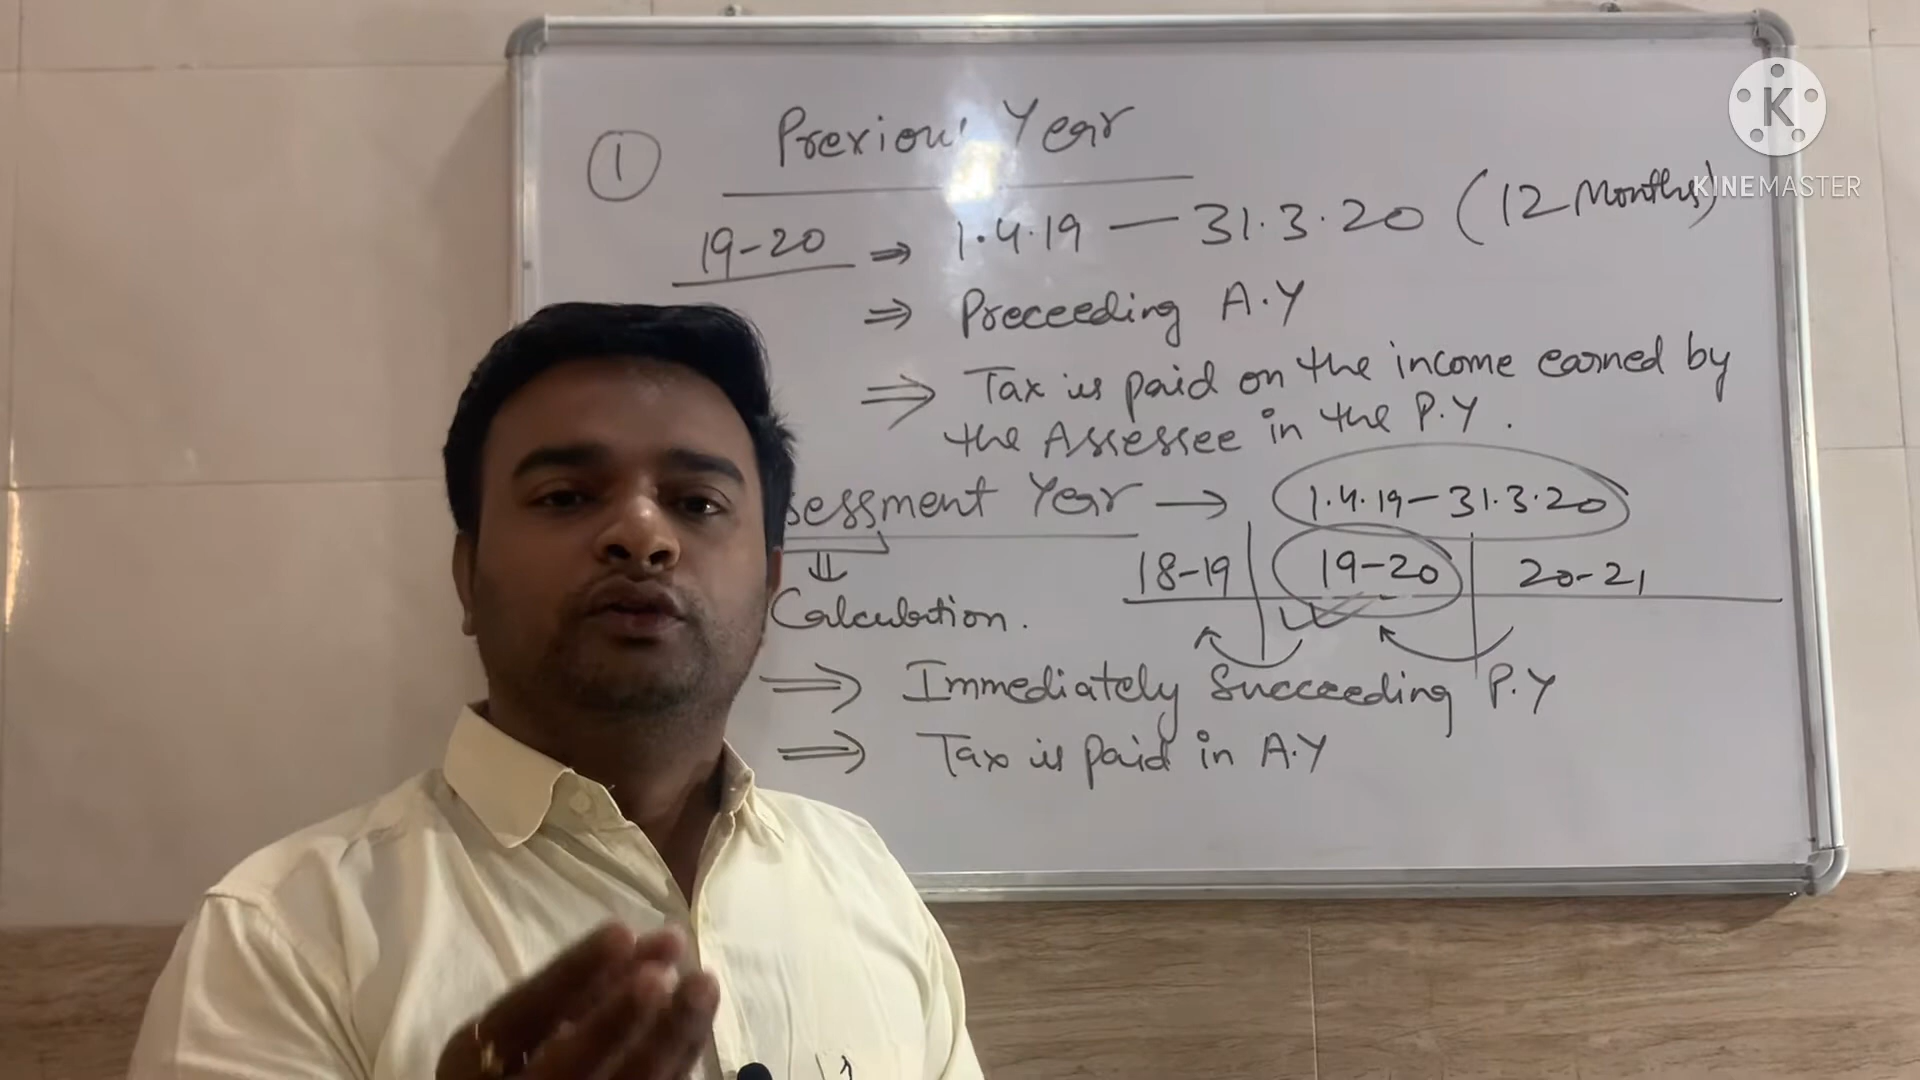 ① Previous Year
19-20 ⇒ 1.4.19 — 31.3.20 (12 Months)
⇒ Preceeding A.Y
⇒ Tax is paid on the income earned by
the Assessee in the P.Y.
sessment Year → 1.4.19 — 31.3.20
18-19 19-20 20-21
⇓
Calculation.
⇒ Immediately Succeeding P.Y
⇒ Tax is paid in A.Y
K
KINEMASTER